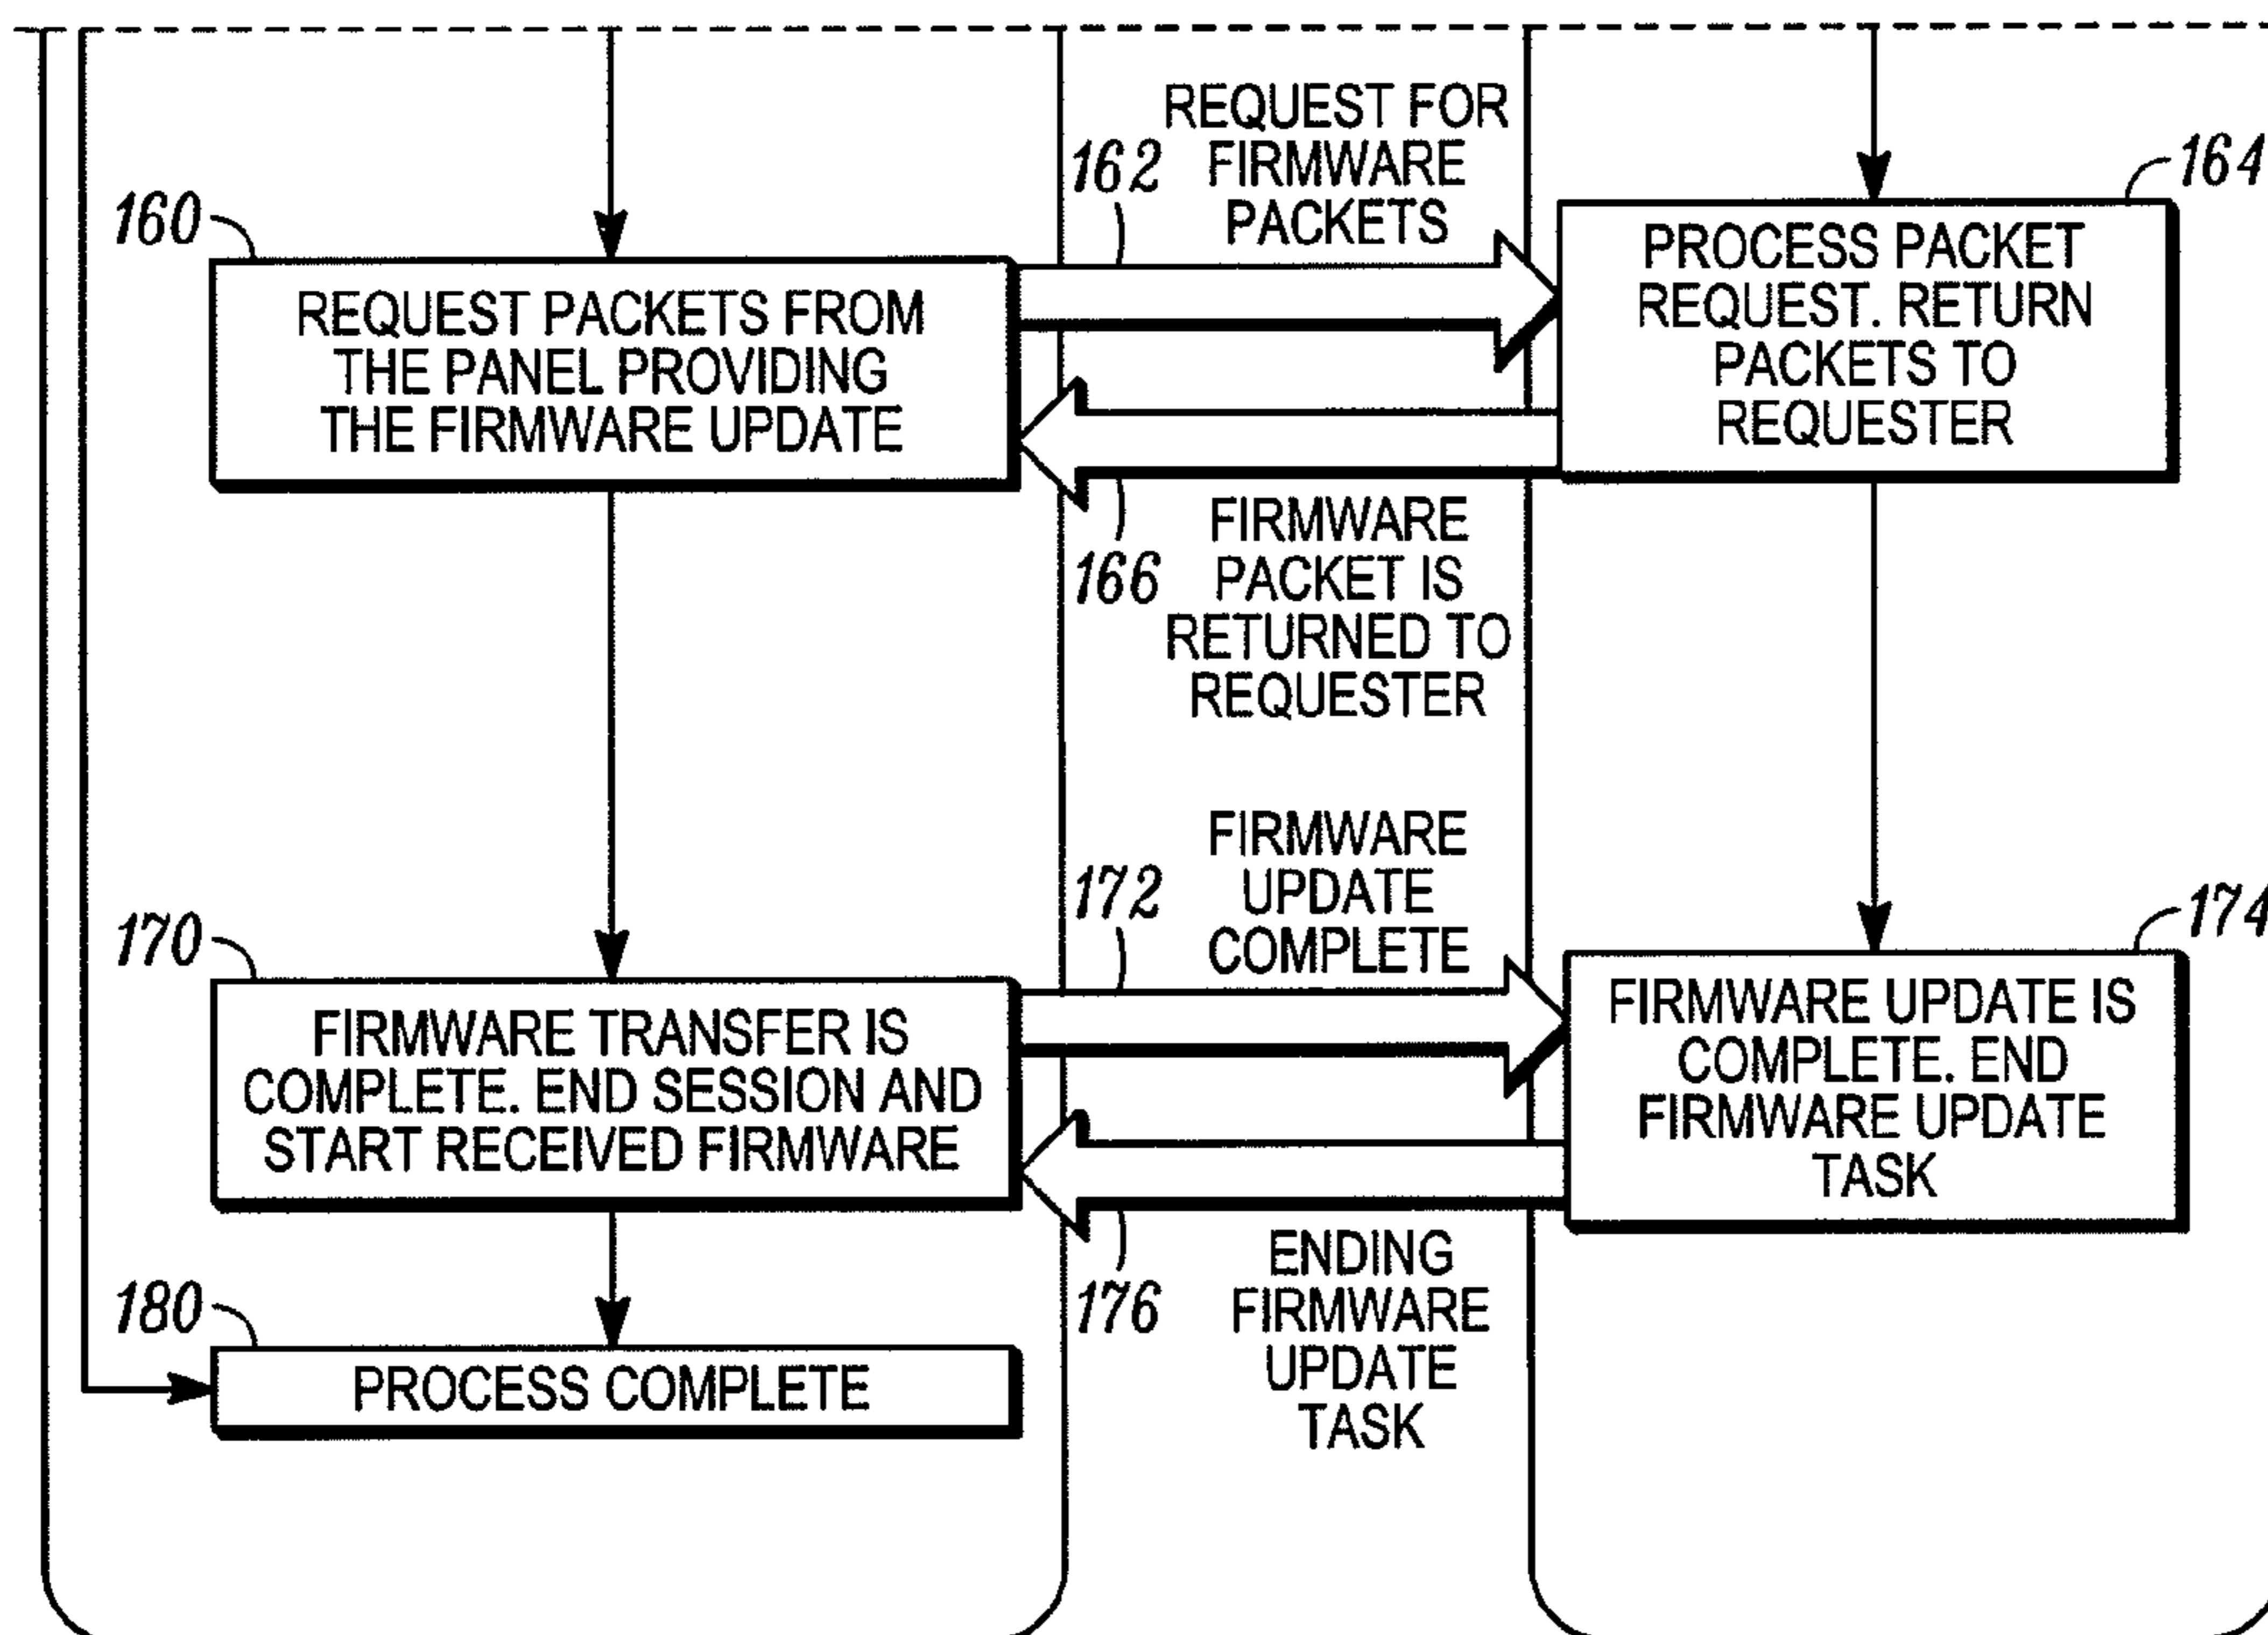 REQUEST FOR
FIRMWARE
PACKETS
162
164
160
REQUEST PACKETS FROM
THE PANEL PROVIDING
THE FIRMWARE UPDATE
PROCESS PACKET
REQUEST. RETURN
PACKETS TO
REQUESTER
166
FIRMWARE
PACKET IS
RETURNED TO
REQUESTER
172
FIRMWARE
UPDATE
COMPLETE
174
170
FIRMWARE TRANSFER IS
COMPLETE. END SESSION AND
START RECEIVED FIRMWARE
FIRMWARE UPDATE IS
COMPLETE. END
FIRMWARE UPDATE
TASK
176
ENDING
FIRMWARE
UPDATE
TASK
180
PROCESS COMPLETE